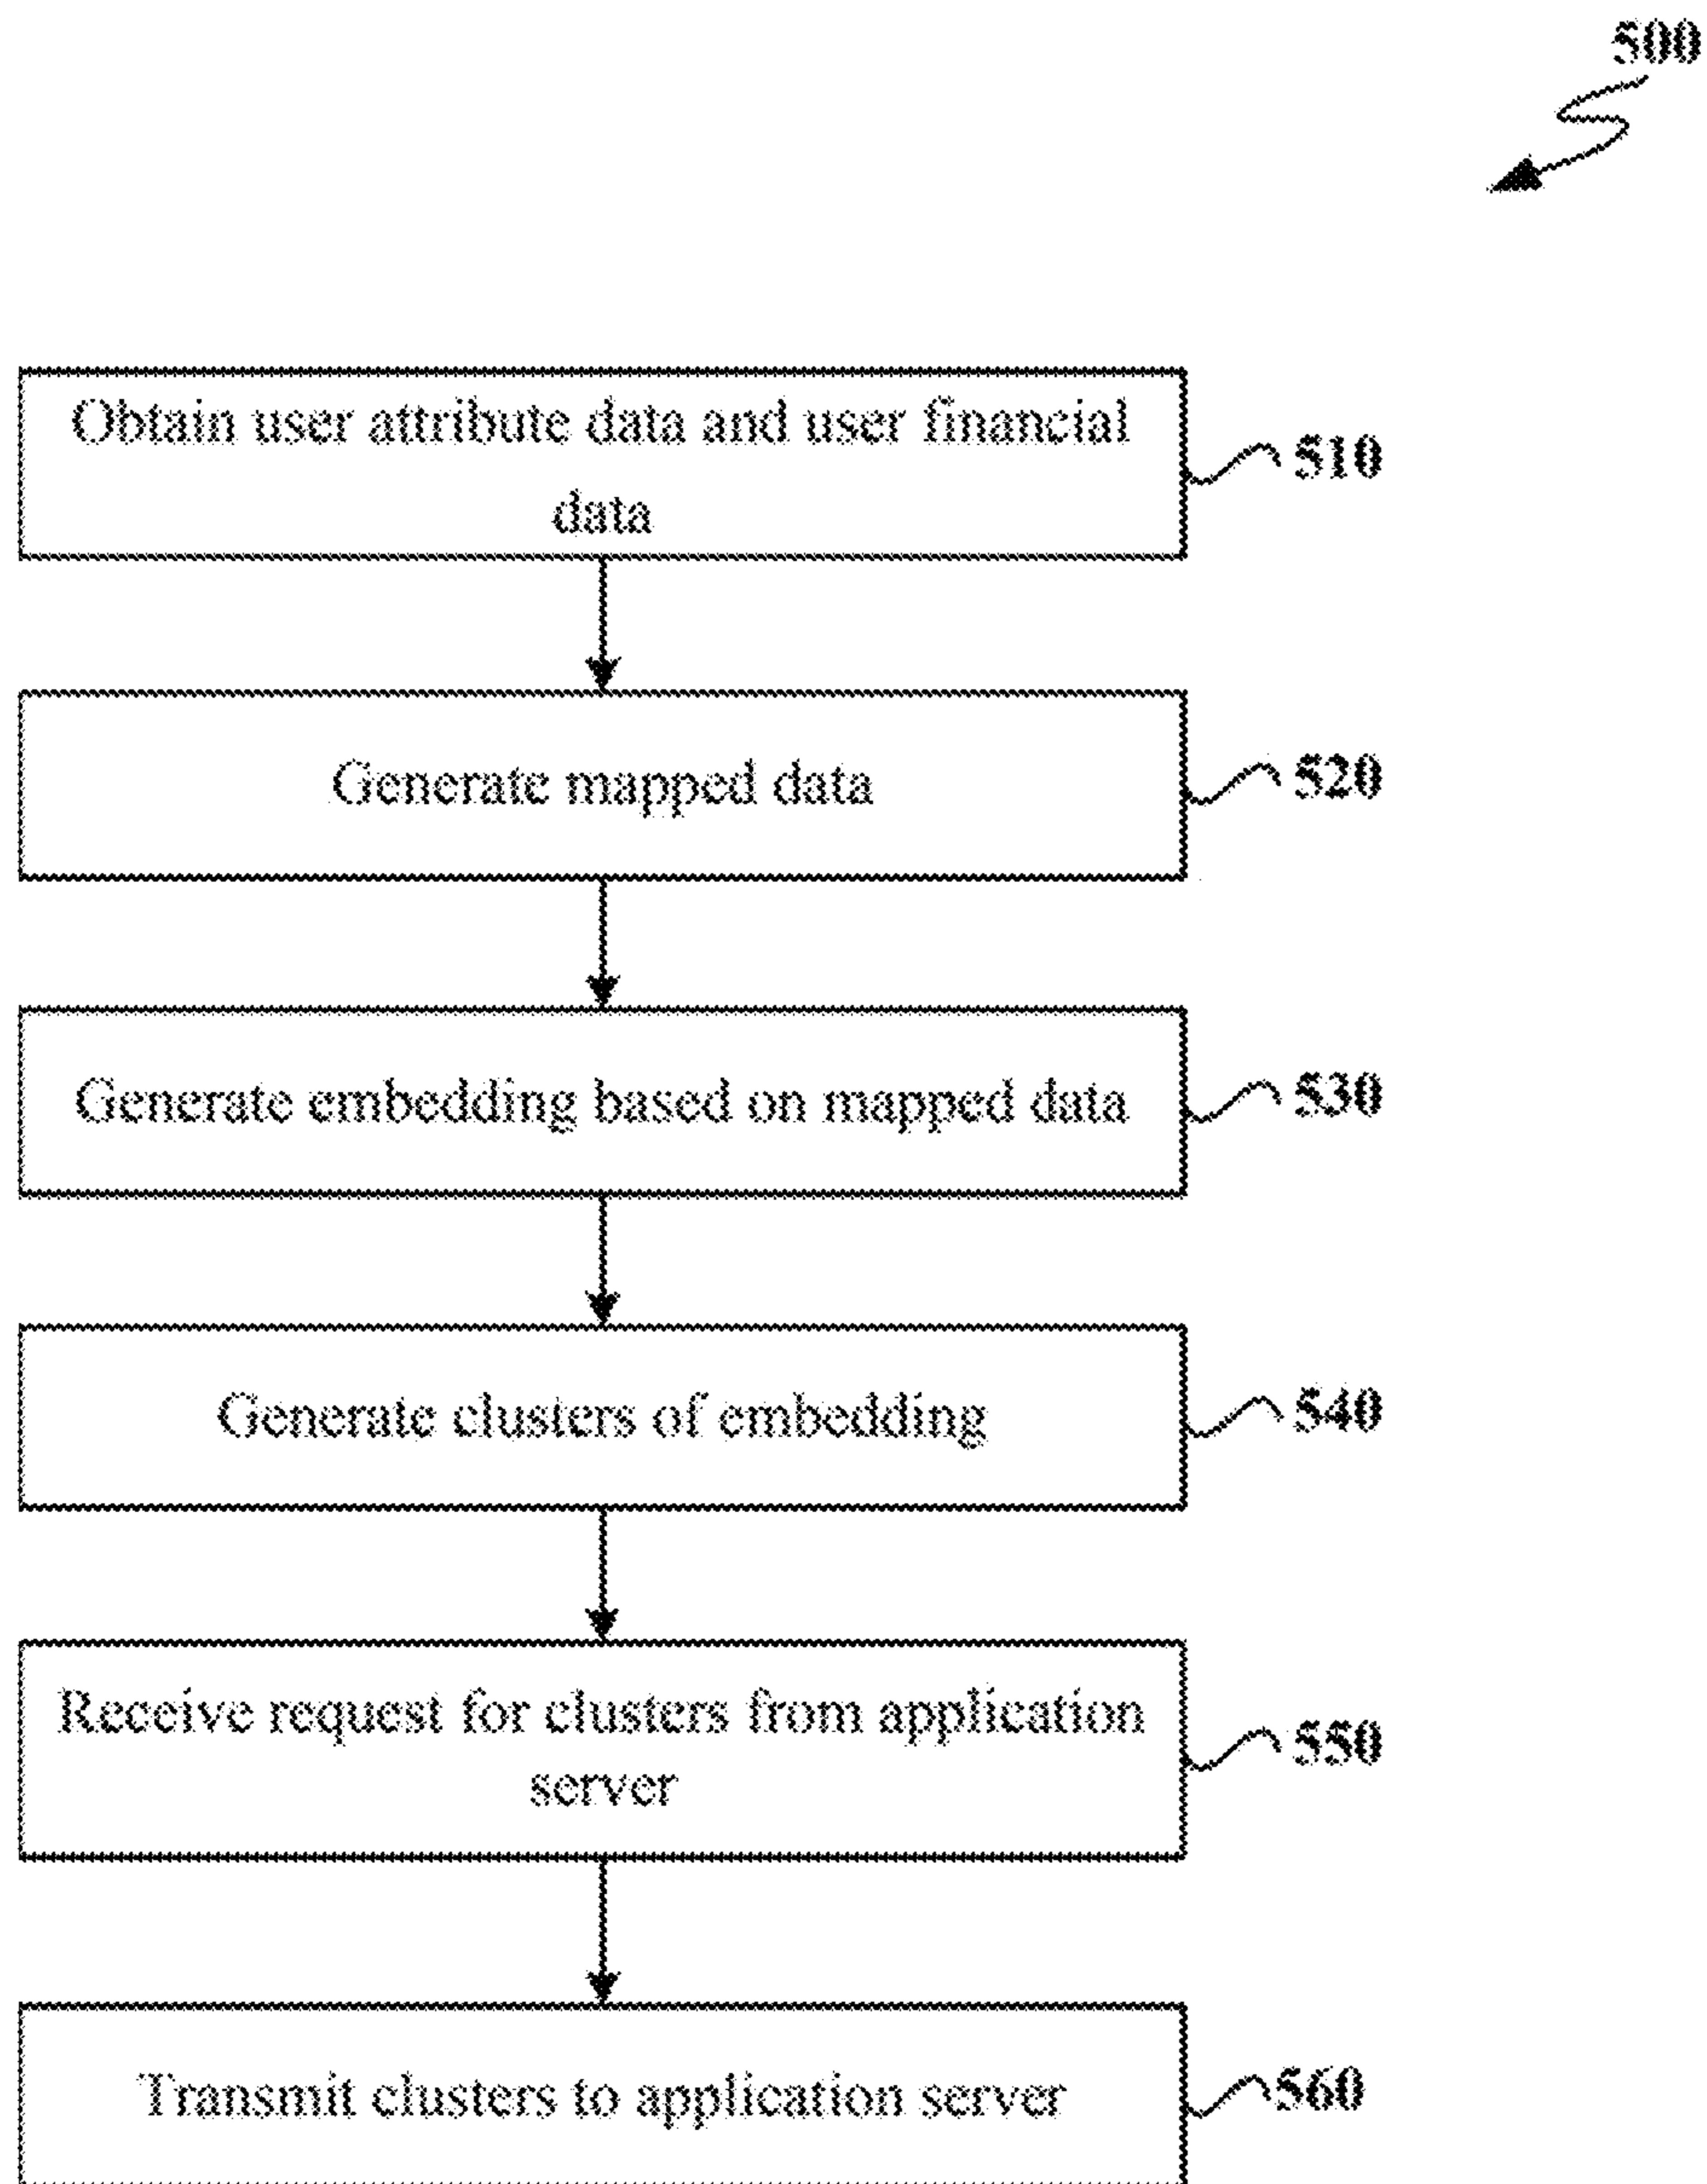 500
Obtain user attribute data and user financial
data
510
Generate mapped data
520
Generate embedding based on mapped data
530
Generate clusters of embedding
540
Receive request for clusters from application
server
550
Transmit clusters to application server
560